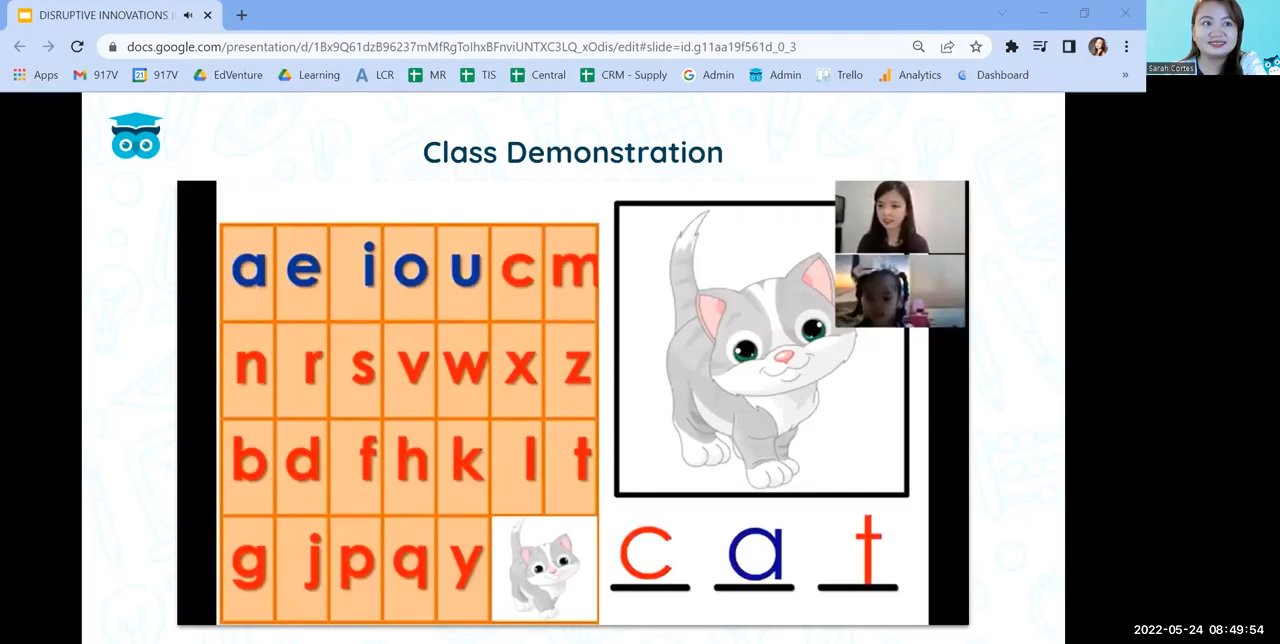 DISRUPTIVE INNOVATIONS I
docs.google.com/presentation/d/1Bx9Q61dzB96237mMfRgToIhxBFnviUNTXC3LQ_xOdis/edit#slide=id.g11aa19f561d_0_3
Apps 917V 917V EdVenture Learning LCR MR TIS Central CRM - Supply Admin Admin Trello Analytics Dashboard »
Sarah Cortes
Class Demonstration
a e i o u c m
n r s v w x z
b d f h k l t
g j p q y
c a t
2022-05-24 08:49:54